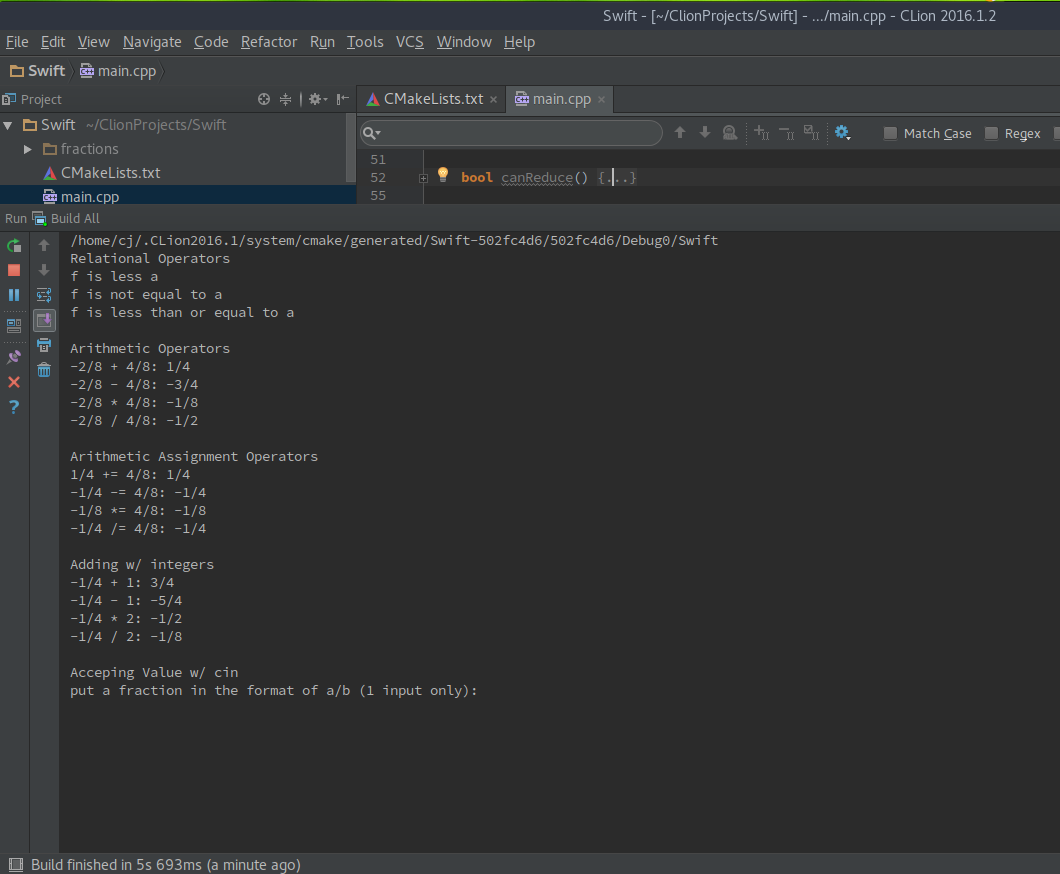 Swift - [~/ClionProjects/Swift] - .../main.cpp - CLion 2016.1.2
File Edit View Navigate Code Refactor Run Tools VCS Window Help
Swift main.cpp
Project
CMakeLists.txt × main.cpp ×
Swift ~/ClionProjects/Swift
fractions
CMakeLists.txt
main.cpp
Match Case Regex
51
52 bool canReduce() {...}
55
Run Build All
/home/cj/.CLion2016.1/system/cmake/generated/Swift-502fc4d6/502fc4d6/Debug0/Swift
Relational Operators
f is less a
f is not equal to a
f is less than or equal to a
Arithmetic Operators
-2/8 + 4/8: 1/4
-2/8 - 4/8: -3/4
-2/8 * 4/8: -1/8
-2/8 / 4/8: -1/2
Arithmetic Assignment Operators
1/4 += 4/8: 1/4
-1/4 -= 4/8: -1/4
-1/8 *= 4/8: -1/8
-1/4 /= 4/8: -1/4
Adding w/ integers
-1/4 + 1: 3/4
-1/4 - 1: -5/4
-1/4 * 2: -1/2
-1/4 / 2: -1/8
Acceping Value w/ cin
put a fraction in the format of a/b (1 input only):
Build finished in 5s 693ms (a minute ago)